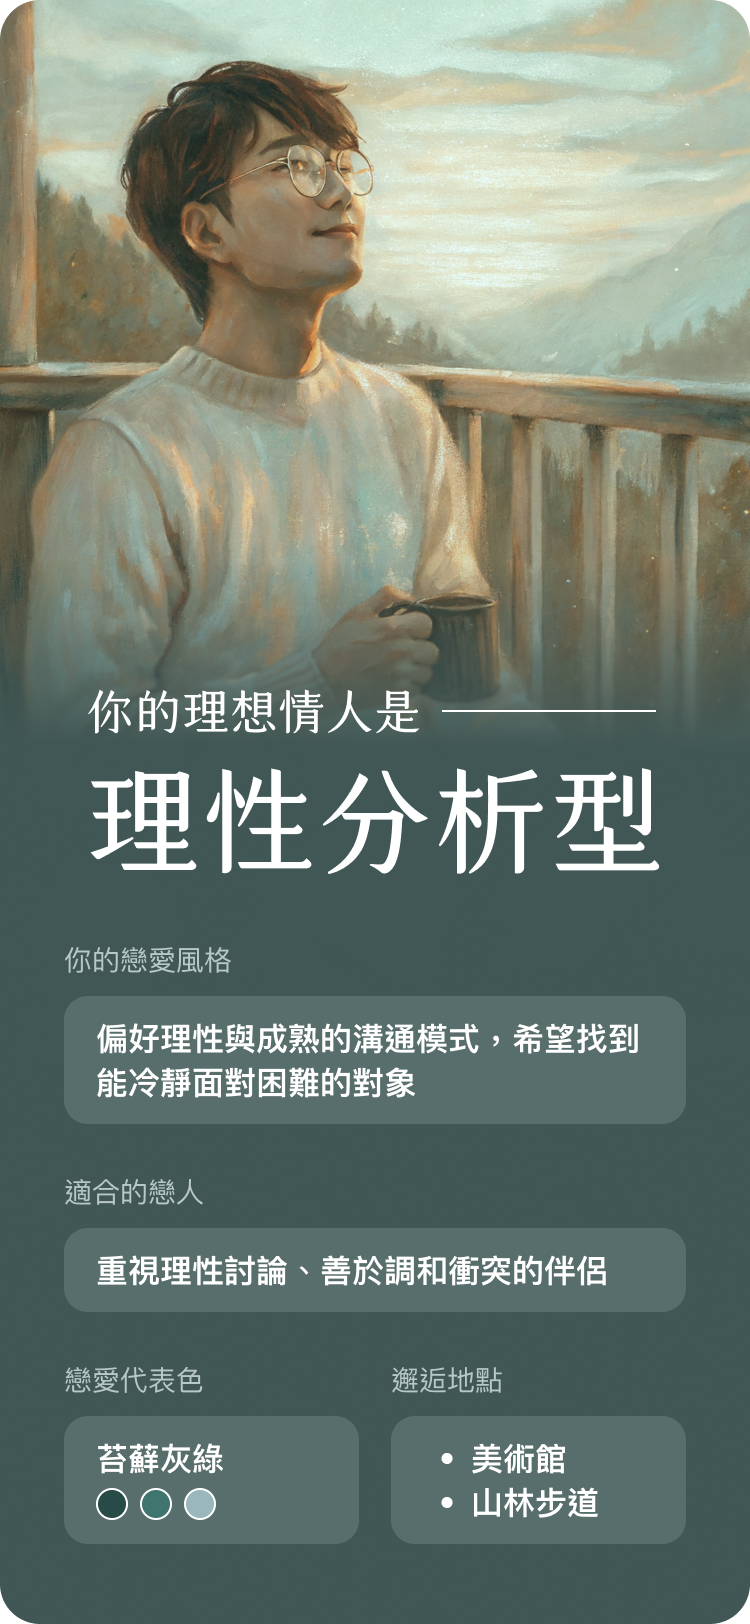 你的理想情人是
理性分析型
你的戀愛風格
偏好理性與成熟的溝通模式，希望找到
能冷靜面對困難的對象
適合的戀人
重視理性討論、善於調和衝突的伴侶
戀愛代表色
苔蘚灰綠
邂逅地點
• 美術館
• 山林步道